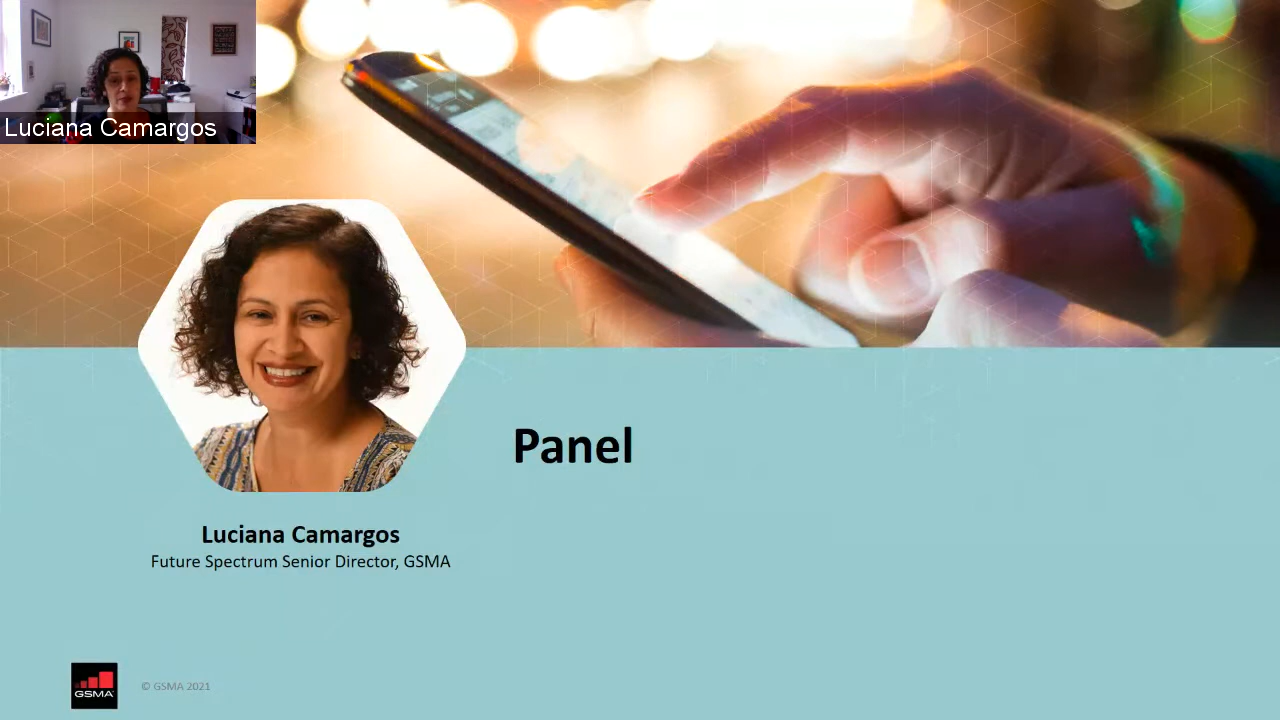 Luciana Camargos
Panel
Luciana Camargos
Future Spectrum Senior Director, GSMA
GSMA
© GSMA 2021